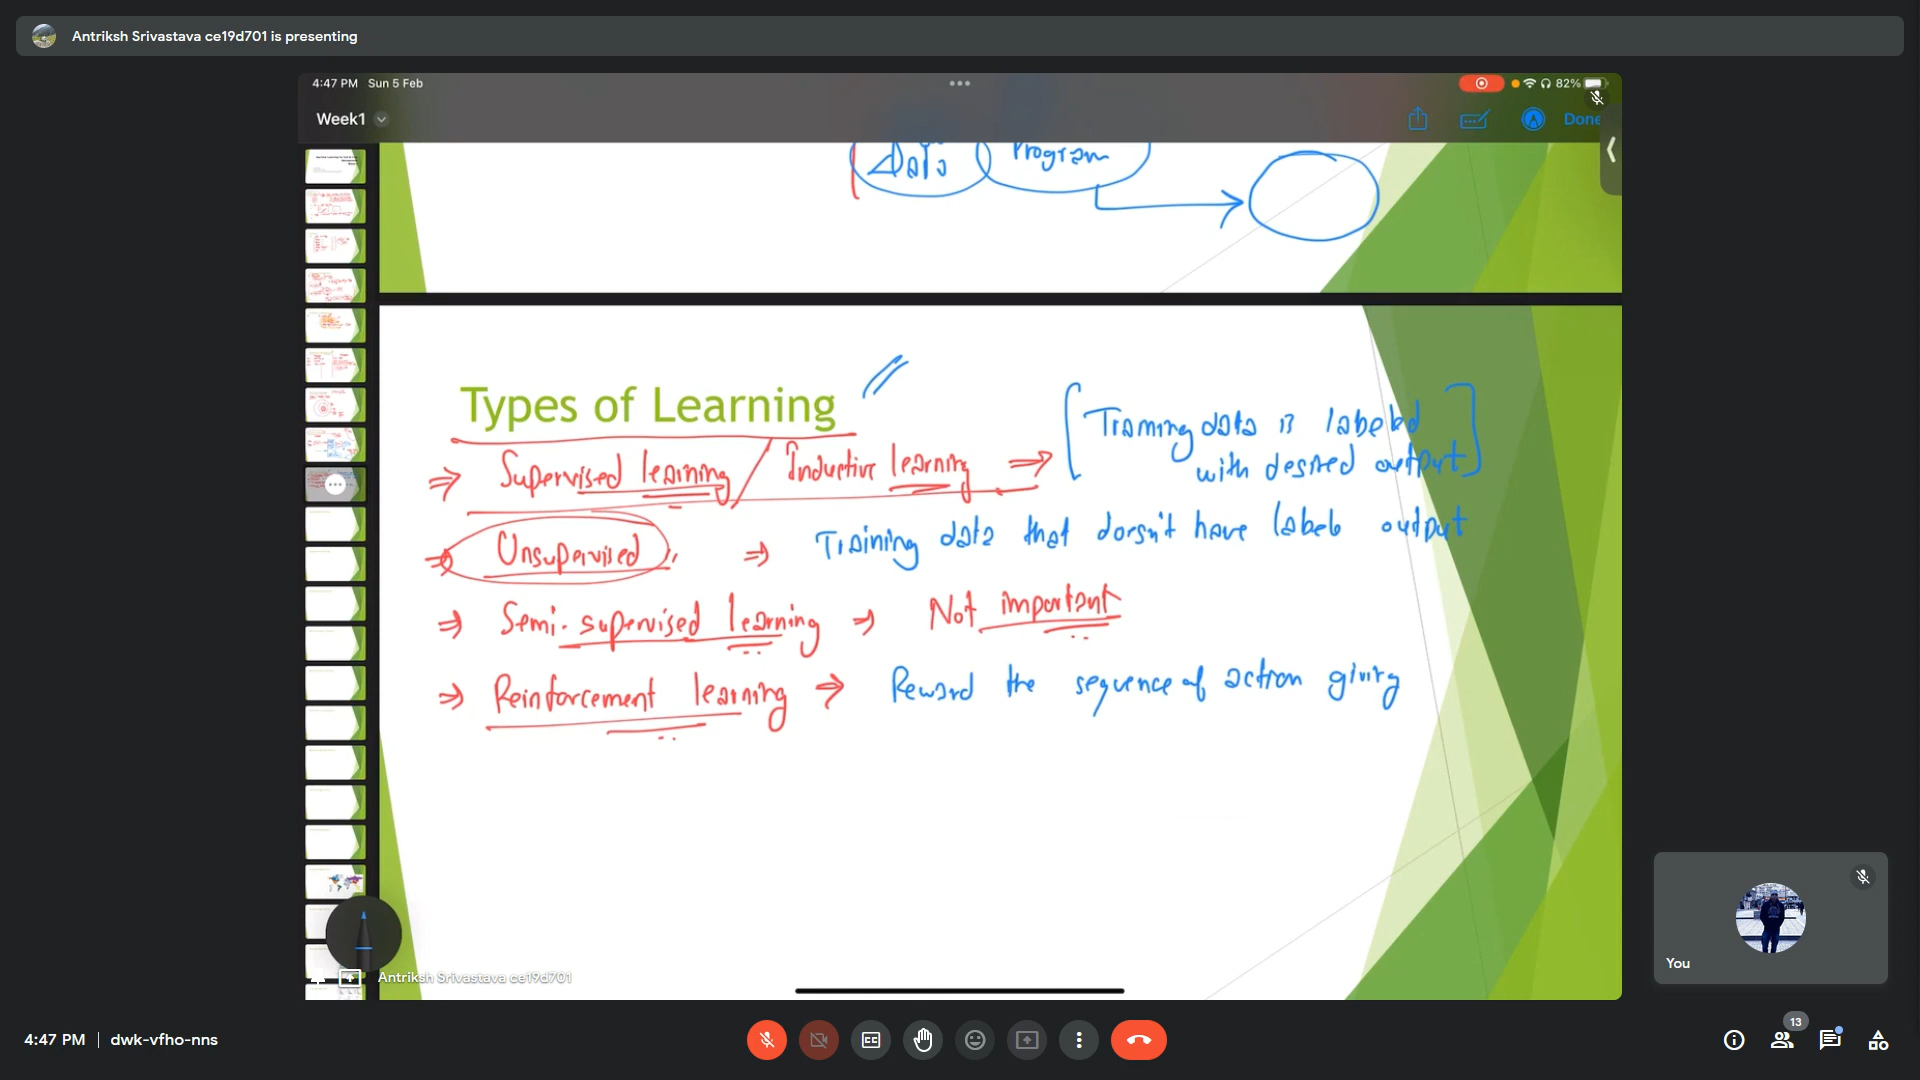 Antriksh Srivastava ce19d701 is presenting
4:47 PM Sun 5 Feb
82%
Week1
Done
Data Program
Types of Learning
⇒ Supervised learning / Inductive learning ⇒ [Training data is labeled
with desired output]
⇒ Unsupervised ⇒ Training data that doesn't have labels output
⇒ Semi-supervised learning ⇒ Not important
⇒ Reinforcement learning ⇒ Reward the sequence of action giving
Antriksh Srivastava ce19d701
You
4:47 PM | dwk-vfho-nns
13